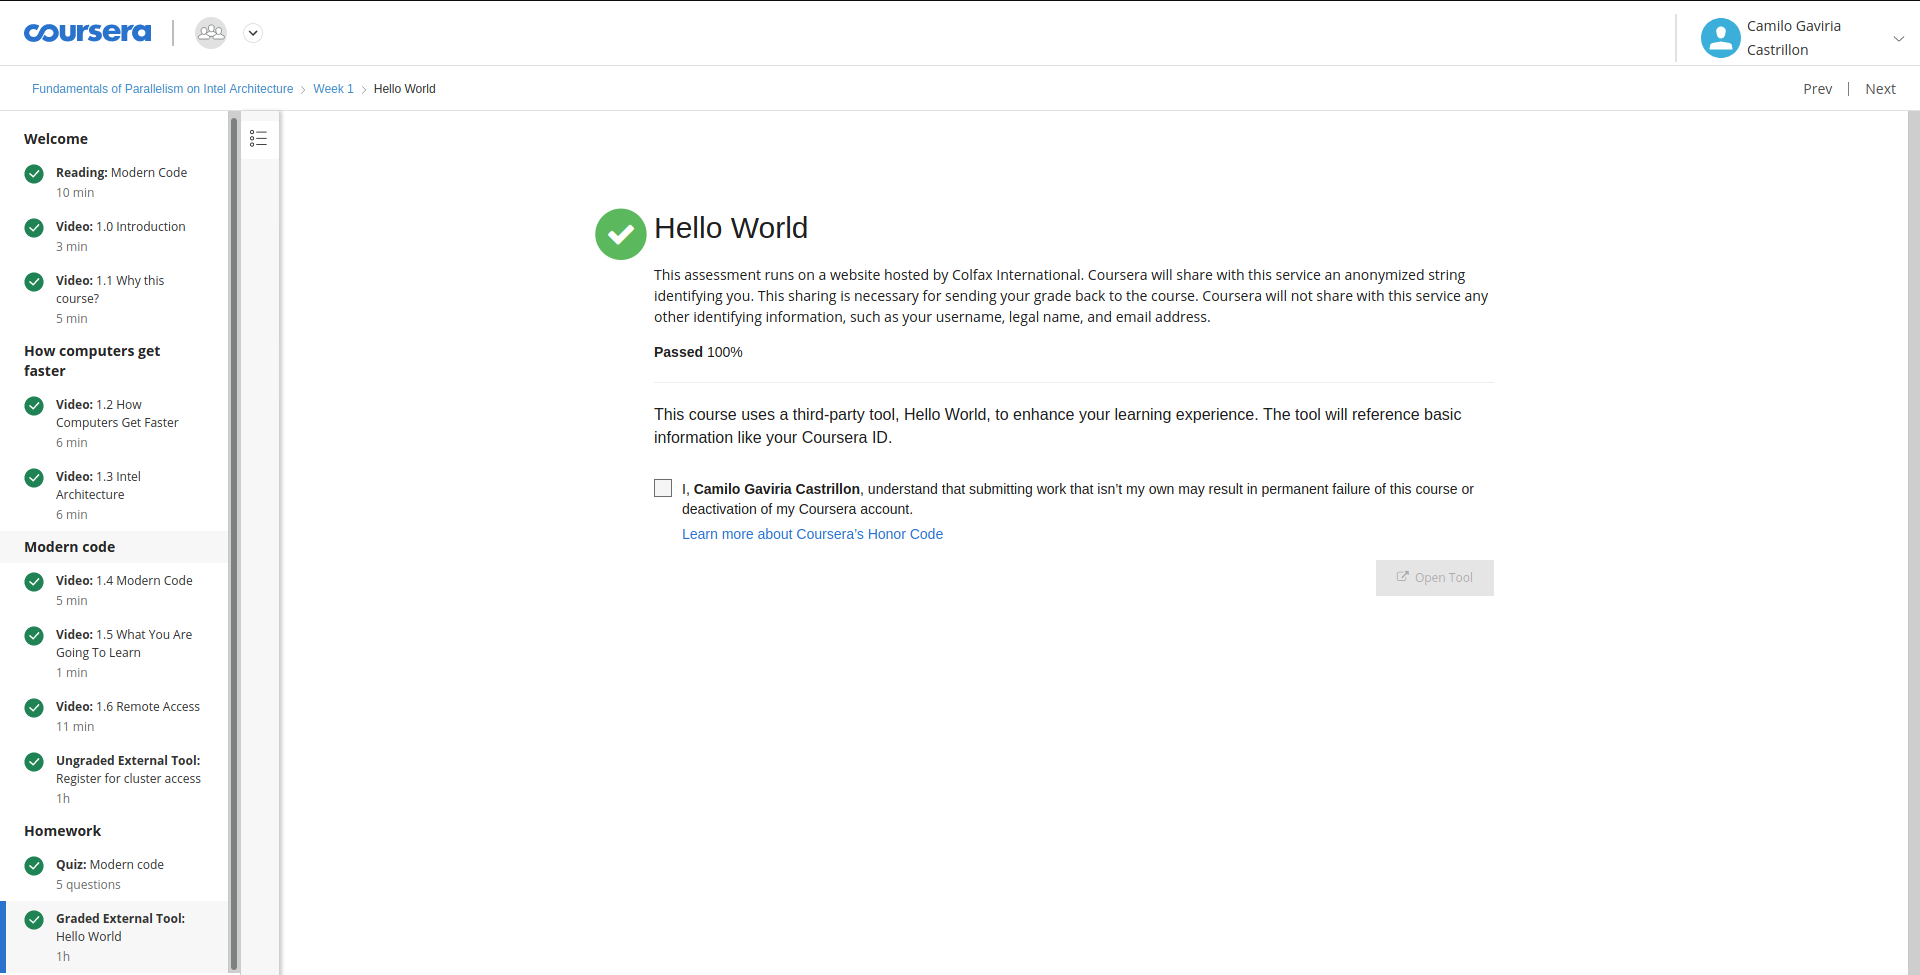 coursera
Camilo Gaviria
Castrillon
Fundamentals of Parallelism on Intel Architecture > Week 1 > Hello World
Prev | Next
Welcome
Reading: Modern Code
10 min
Video: 1.0 Introduction
3 min
Video: 1.1 Why this
course?
5 min
How computers get
faster
Video: 1.2 How
Computers Get Faster
6 min
Video: 1.3 Intel
Architecture
6 min
Modern code
Video: 1.4 Modern Code
5 min
Video: 1.5 What You Are
Going To Learn
1 min
Video: 1.6 Remote Access
11 min
Ungraded External Tool:
Register for cluster access
1h
Homework
Quiz: Modern code
5 questions
Graded External Tool:
Hello World
1h
Hello World
This assessment runs on a website hosted by Colfax International. Coursera will share with this service an anonymized string
identifying you. This sharing is necessary for sending your grade back to the course. Coursera will not share with this service any
other identifying information, such as your username, legal name, and email address.
Passed 100%
This course uses a third-party tool, Hello World, to enhance your learning experience. The tool will reference basic
information like your Coursera ID.
I, Camilo Gaviria Castrillon, understand that submitting work that isn't my own may result in permanent failure of this course or
deactivation of my Coursera account.
Learn more about Coursera's Honor Code
Open Tool